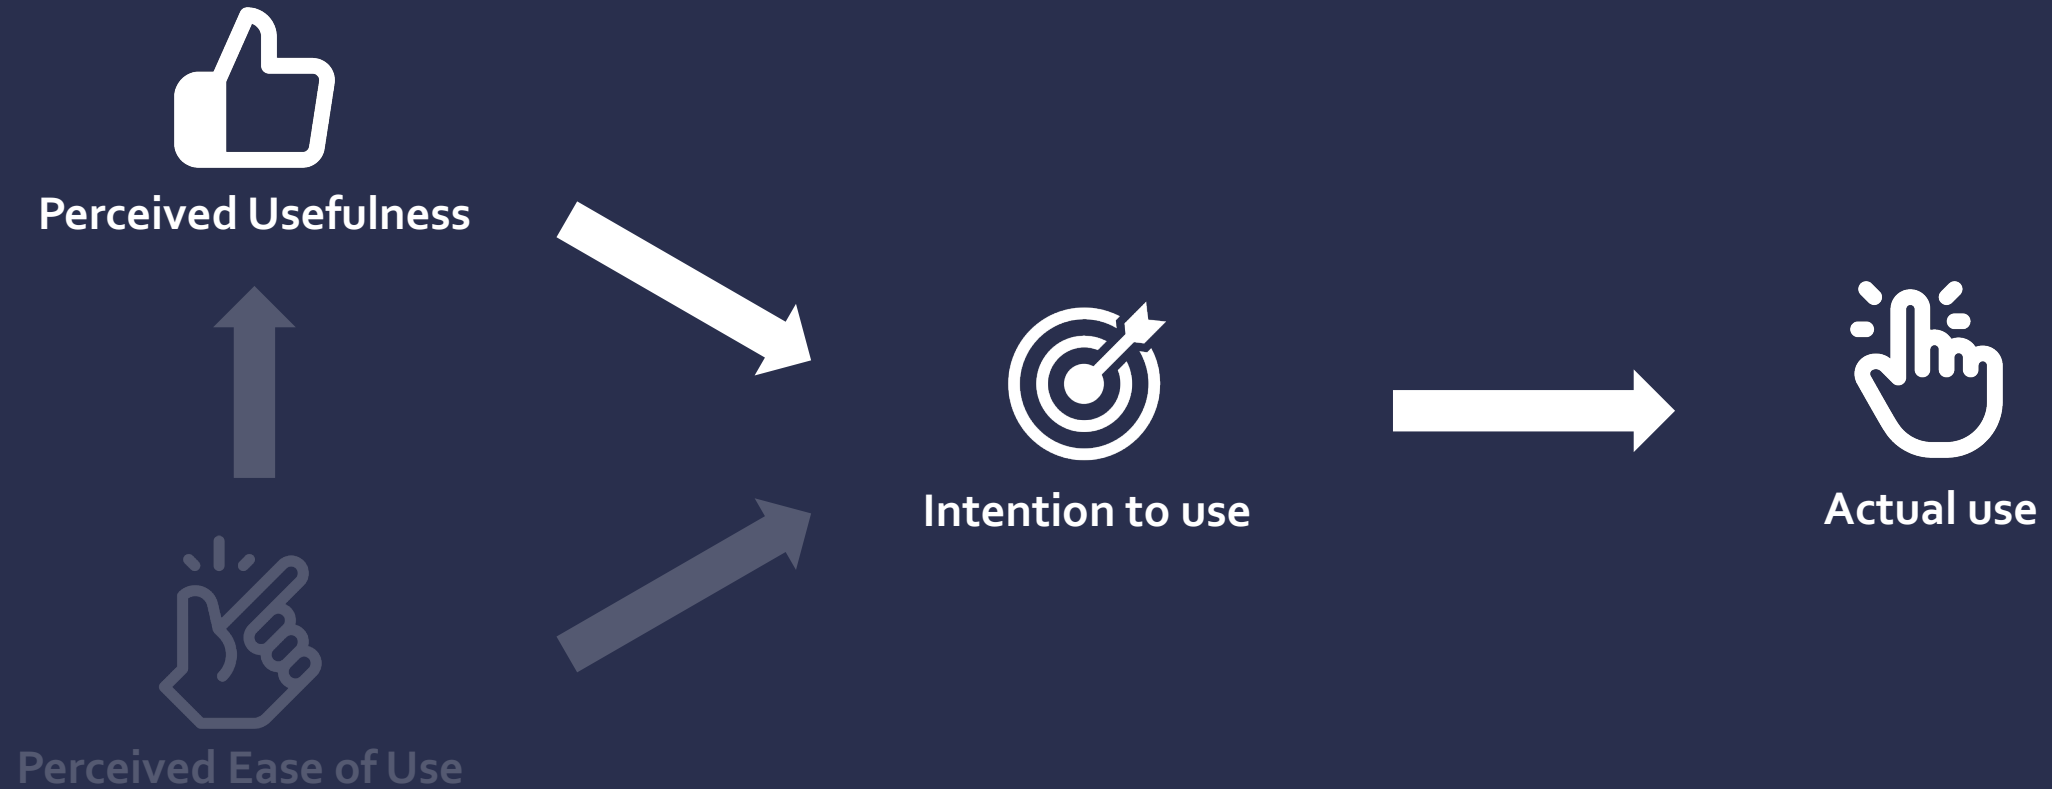 Perceived Usefulness
Intention to use
Actual use
Perceived Ease of Use